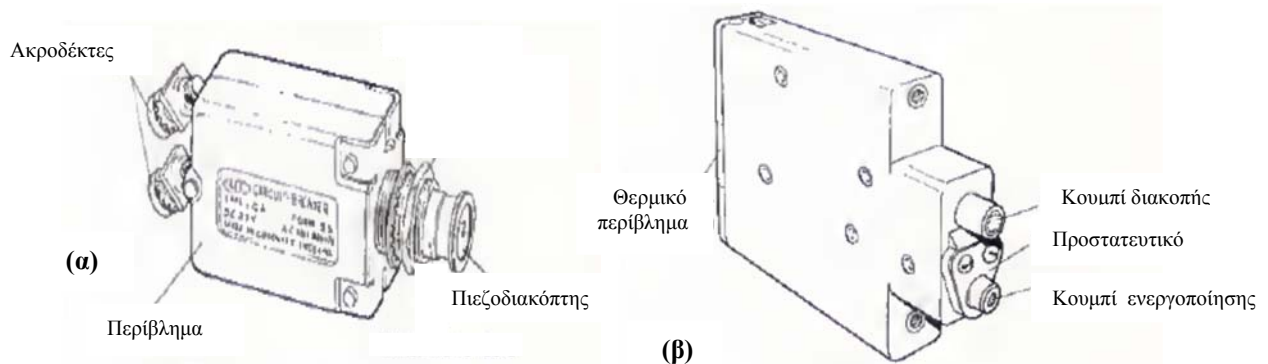 Ακροδέκτες
(α)
Περίβλημα
CIRCUIT-BREAKER
Πιεζοδιακόπτης
Θερμικό
περίβλημα
Κουμπί διακοπής
Προστατευτικό
Κουμπί ενεργοποίησης
(β)